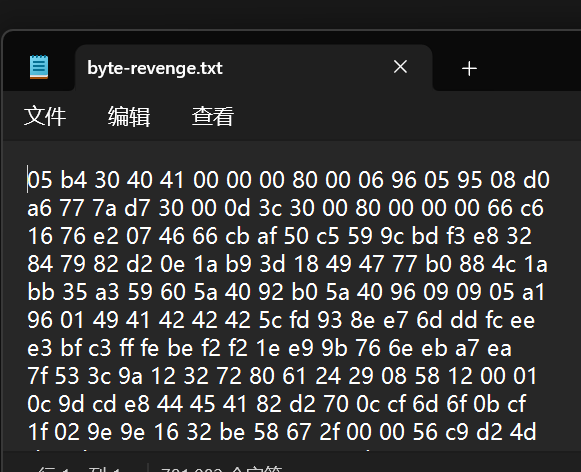 byte-revenge.txt
文件 编辑 查看
05 b4 30 40 41 00 00 00 80 00 06 96 05 95 08 d0
a6 77 7a d7 30 00 0d 3c 30 00 80 00 00 00 66 c6
16 76 e2 07 46 66 cb af 50 c5 59 9c bd f3 e8 32
84 79 82 d2 0e 1a b9 3d 18 49 47 77 b0 88 4c 1a
bb 35 a3 59 60 5a 40 92 b0 5a 40 96 09 09 05 a1
96 01 49 41 42 42 42 5c fd 93 8e e7 6d dd fc ee
e3 bf c3 ff fe be f2 f2 1e e9 9b 76 6e eb a7 ea
7f 53 3c 9a 12 32 72 80 61 24 29 08 58 12 00 01
0c 9d cd e8 44 45 41 82 d2 70 0c cf 6d 6f 0b cf
1f 02 9e 9e 16 32 be 58 67 2f 00 00 56 c9 d2 4d